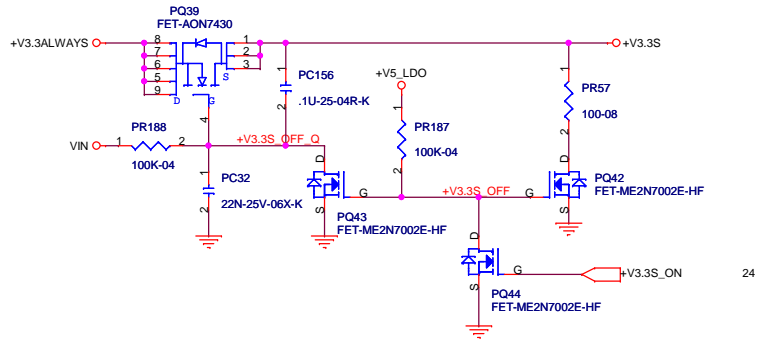 PQ39
FET-AON7430
+V3.3ALWAYS
8
7
6
5
9
D
G
S
1
2
3
4
+V3.3S
PC156
1
2
.1U-25-04R-K
+V5_LDO
1
PR187
100K-04
2
1
PR57
100-08
2
VIN
1
PR188
2
100K-04
+V3.3S_OFF_Q
1
PC32
2
22N-25V-06X-K
D
G
S
PQ43
FET-ME2N7002E-HF
+V3.3S_OFF
D
G
S
PQ42
FET-ME2N7002E-HF
D
G
S
PQ44
FET-ME2N7002E-HF
+V3.3S_ON
24